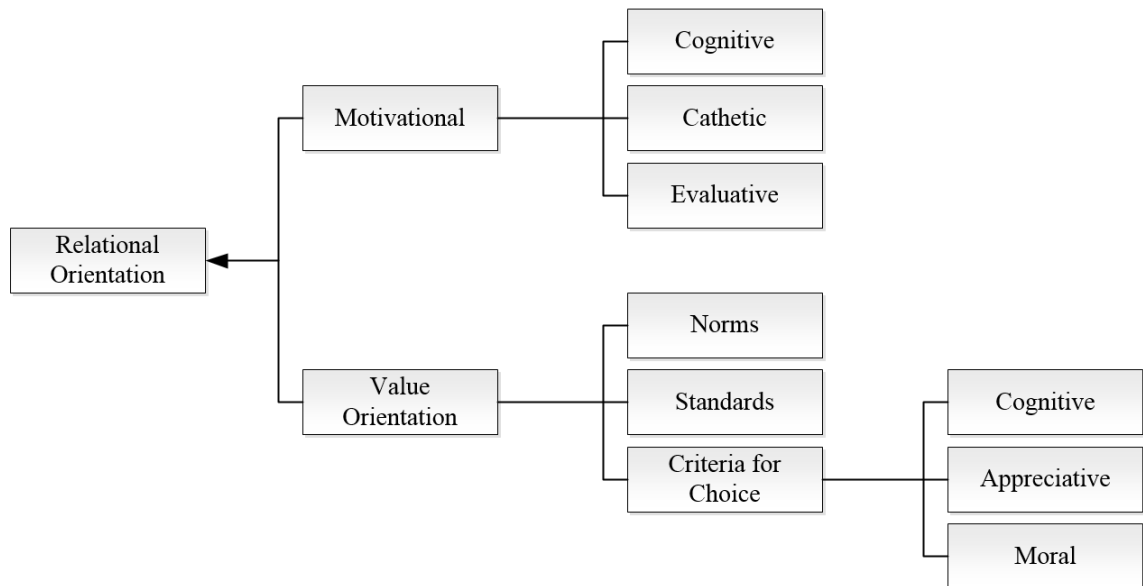 Cognitive
Motivational
Cathetic
Evaluative
Relational
Orientation
Norms
Value
Orientation
Standards
Cognitive
Criteria for
Choice
Appreciative
Moral